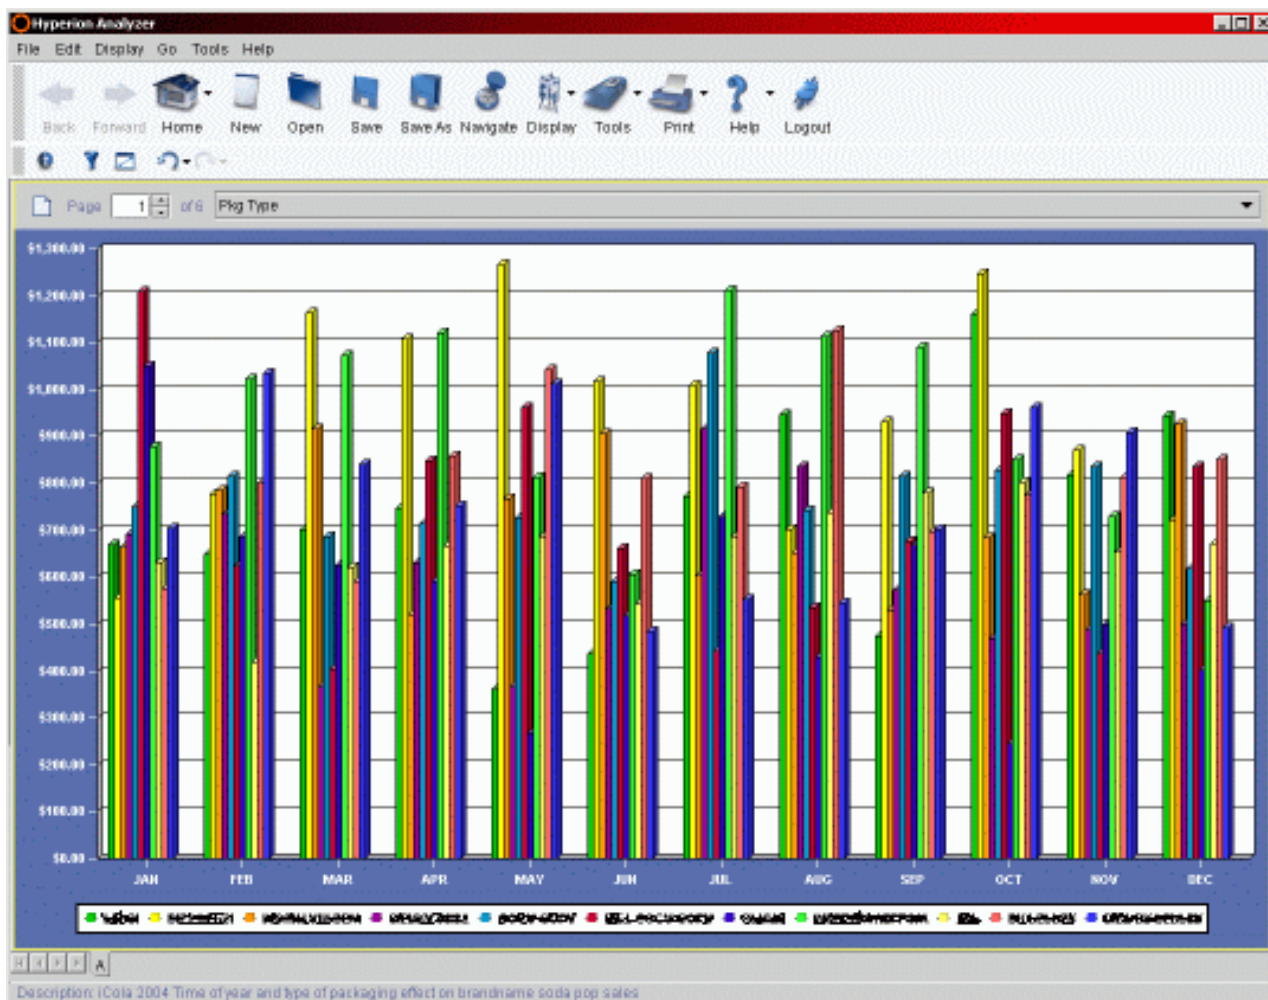 Hyperion Analyzer
File Edit Display Go Tools Help
Back Forward Home New Open Save Save As Navigate Display Tools Print Help Logout
Page 1 of 6 Pkg Type
$1,300.00
$1,200.00
$1,100.00
$1,000.00
$900.00
$800.00
$700.00
$600.00
$500.00
$400.00
$300.00
$200.00
$100.00
$0.00
JAN FEB MAR APR MAY JUN JUL AUG SEP OCT NOV DEC
A
Description: iCola 2004 Time of year and type of packaging effect on brandname soda pop sales